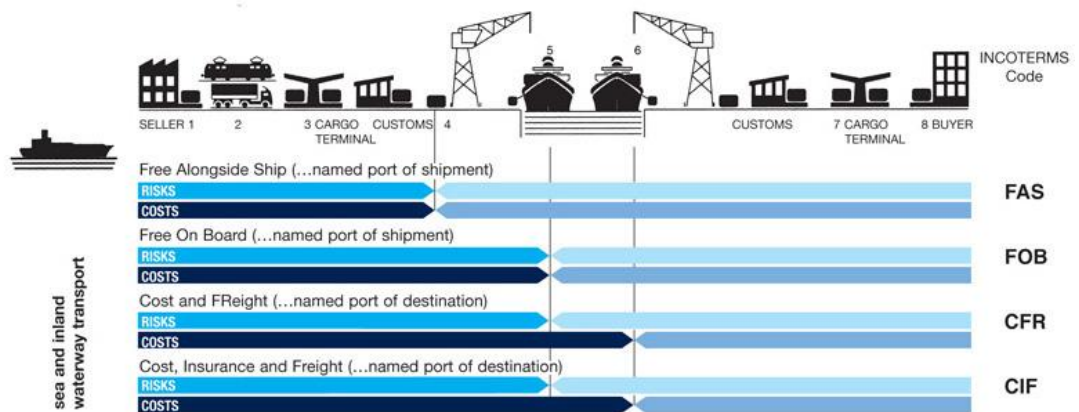 5
6
INCOTERMS
Code
SELLER 1
2
3 CARGO
TERMINAL
CUSTOMS
4
CUSTOMS
7 CARGO
TERMINAL
8 BUYER
Free Alongside Ship (...named port of shipment)
RISKS
COSTS
FAS
Free On Board (...named port of shipment)
RISKS
COSTS
FOB
Cost and FReight (...named port of destination)
RISKS
COSTS
CFR
Cost, Insurance and Freight (...named port of destination)
RISKS
COSTS
CIF
sea and inland
waterway transport